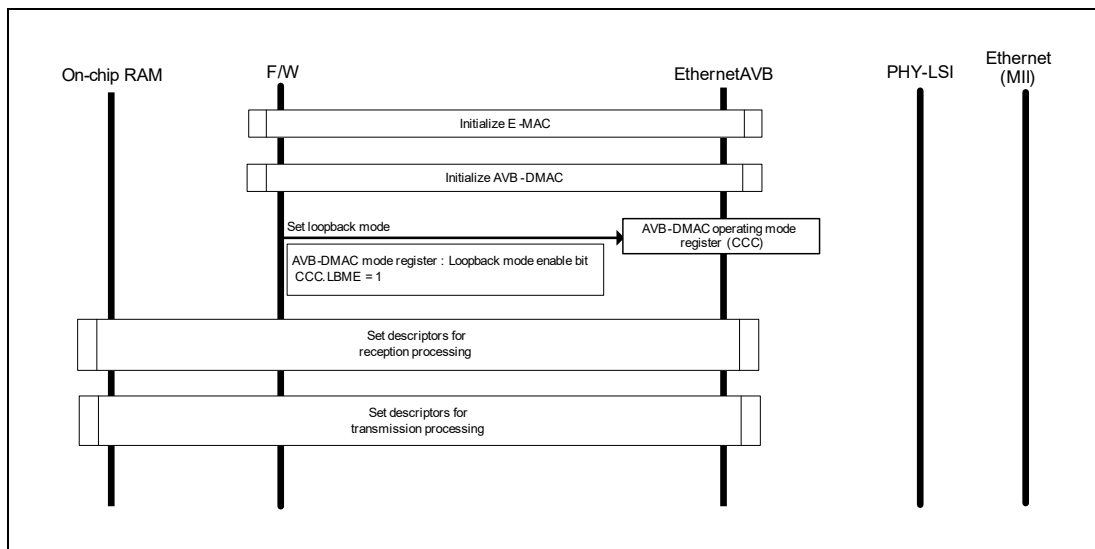 On-chip RAM
F/W
EthernetAVB
PHY-LSI
Ethernet
(MII)
Initialize E-MAC
Initialize AVB-DMAC
Set loopback mode
AVB-DMAC operating mode
register (CCC)
AVB-DMAC mode register : Loopback mode enable bit
CCC.LBME = 1
Set descriptors for
reception processing
Set descriptors for
transmission processing